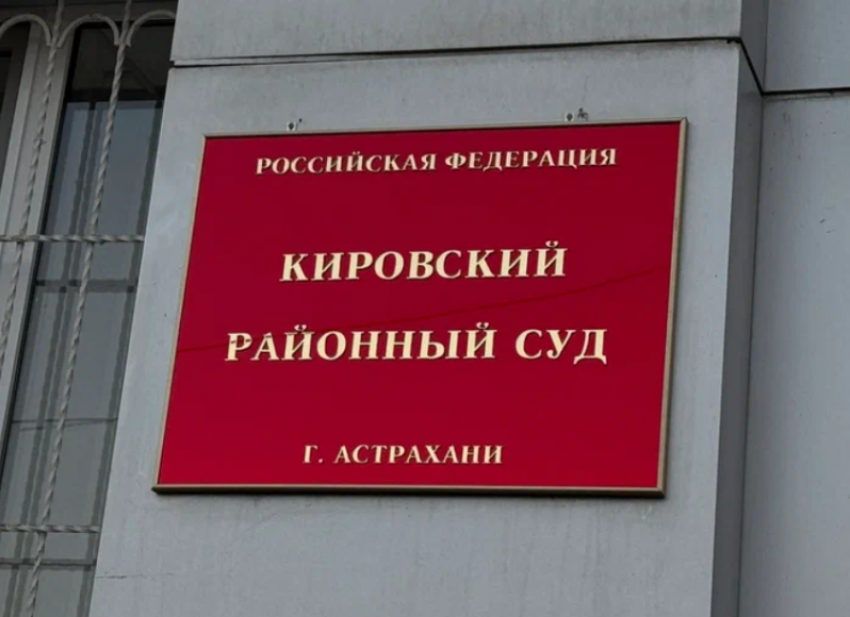 РОССИЙСКАЯ ФЕДЕРАЦИЯ
КИРОВСКИЙ
РАЙОННЫЙ СУД
Г. АСТРАХАНИ